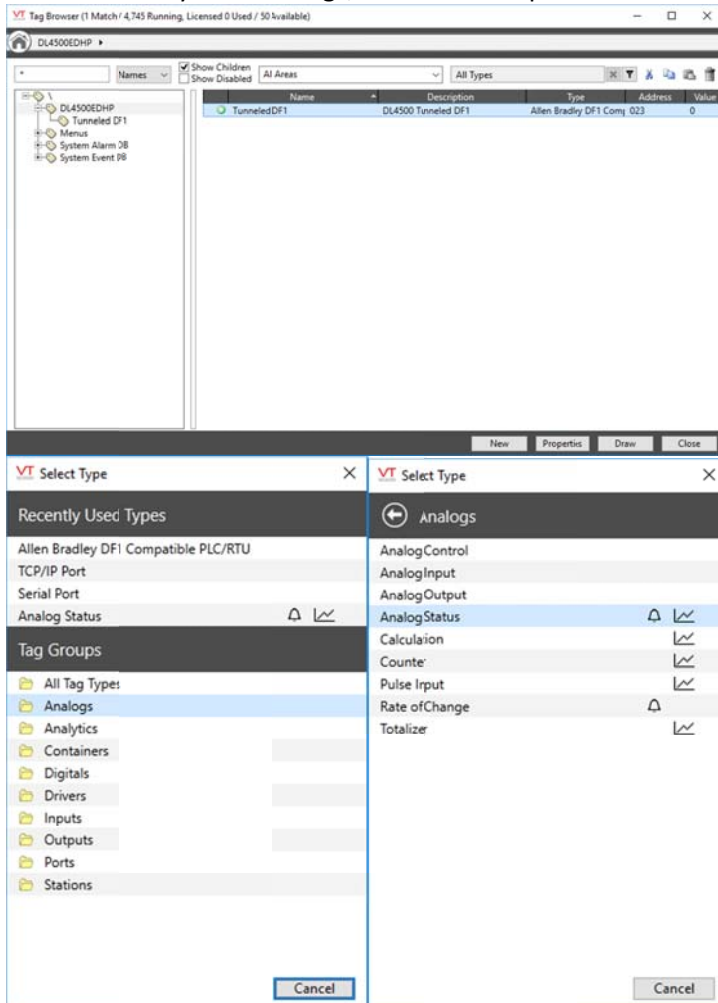 VT Tag Browser (1 Match / 4,745 Running, Licensed 0 Used / 50 Available)
DL4500EDHP
* Names Show Children Show Disabled Al Areas All Types
\
DL4500EDHP
Tunneled DF1
Menus
System Alarm DB
System Event DB
Name Description Type Address Value
TunneledDF1 DL4500 Tunneled DF1 Allen Bradley DF1 Comp 023 0
New Properties Draw Close
VT Select Type
Recently Used Types
Allen Bradley DF1 Compatible PLC/RTU
TCP/IP Port
Serial Port
Analog Status
Tag Groups
All Tag Types
Analogs
Analytics
Containers
Digitals
Drivers
Inputs
Outputs
Ports
Stations
Cancel
VT Select Type
Analogs
AnalogControl
AnalogInput
AnalogOutput
AnalogStatus
Calculation
Counter
Pulse Input
Rate ofChange
Totalizer
Cancel